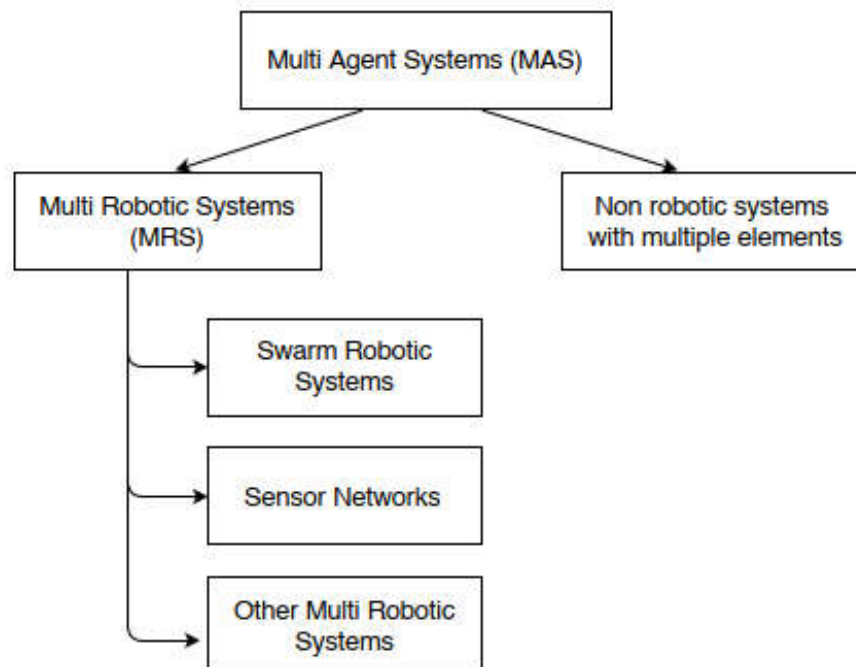 Multi Agent Systems (MAS)
Multi Robotic Systems
(MRS)
Non robotic systems
with multiple elements
Swarm Robotic
Systems
Sensor Networks
Other Multi Robotic
Systems